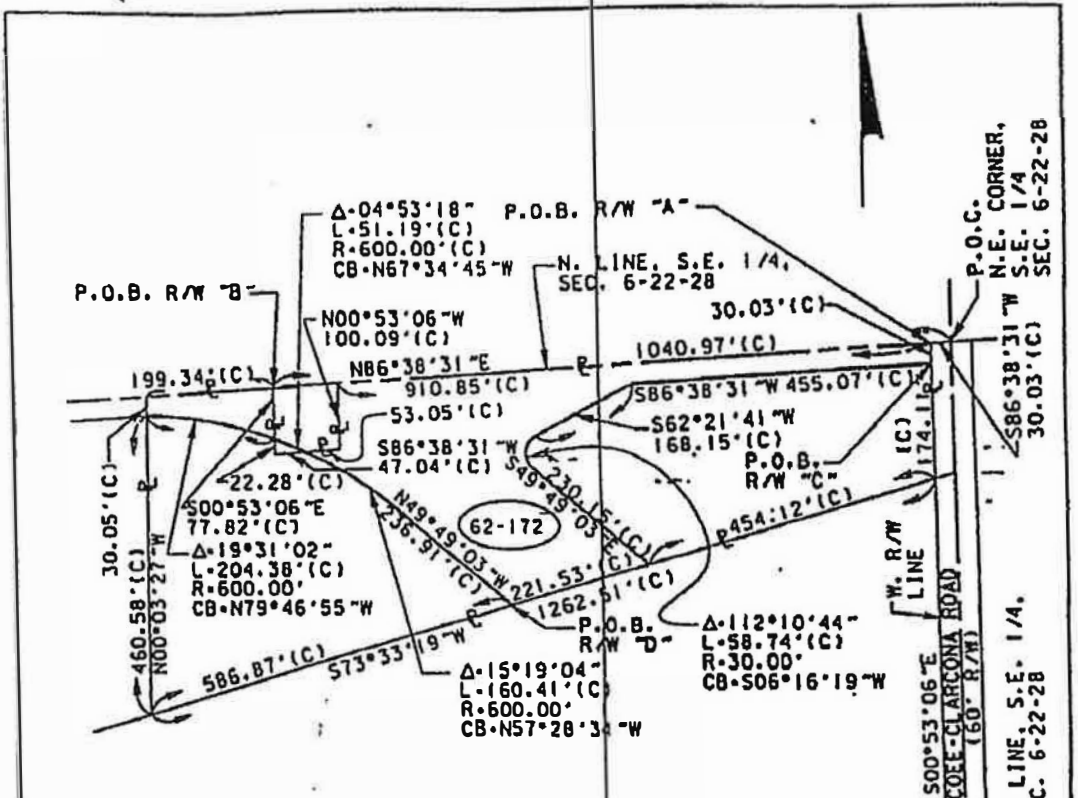 Δ=04°53'18"
L=51.19'(C)
R=600.00'(C)
CB=N67°34'45"W
P.O.B. R/W "A"
P.O.B. R/W "B"
N. LINE, S.E. 1/4,
SEC. 6-22-28
P.O.C.
N.E. CORNER,
S.E. 1/4
SEC. 6-22-28
S86°38'31"W
30.03'(C)
30.03'(C)
N00°53'06"W
100.09'(C)
1040.97'(C)
199.34'(C)
N86°38'31"E
910.85'(C)
S86°38'31"W 455.07'(C)
53.05'(C)
S62°21'41"W
168.15'(C)
S86°38'31"W
47.04'(C)
P.O.B.
R/W "C"
174.11'
(C)
22.28'(C)
S00°53'06"E
77.82'(C)
30.05'(C)
Δ=19°31'02"
L=204.38'(C)
R=600.00'
CB=N79°46'55"W
N49°49'03"W
236.91'(C)
62-172
230.15'(C)
S49°49'03"E
454.12'(C)
221.53'(C)
1262.51'(C)
460.58'(C)
N00°03'27"W
586.87'(C)
S73°33'19"W
P.O.B.
R/W "D"
Δ=15°19'04"
L=160.41'(C)
R=600.00'
CB=N57°28'34"W
Δ=112°10'44"
L=58.74'(C)
R=30.00'
CB=S06°16'19"W
W. R/W
LINE
S00°53'06"E
COEE-CLARCONA ROAD
(60' R/W)
LINE, S.E. 1/4,
C. 6-22-28